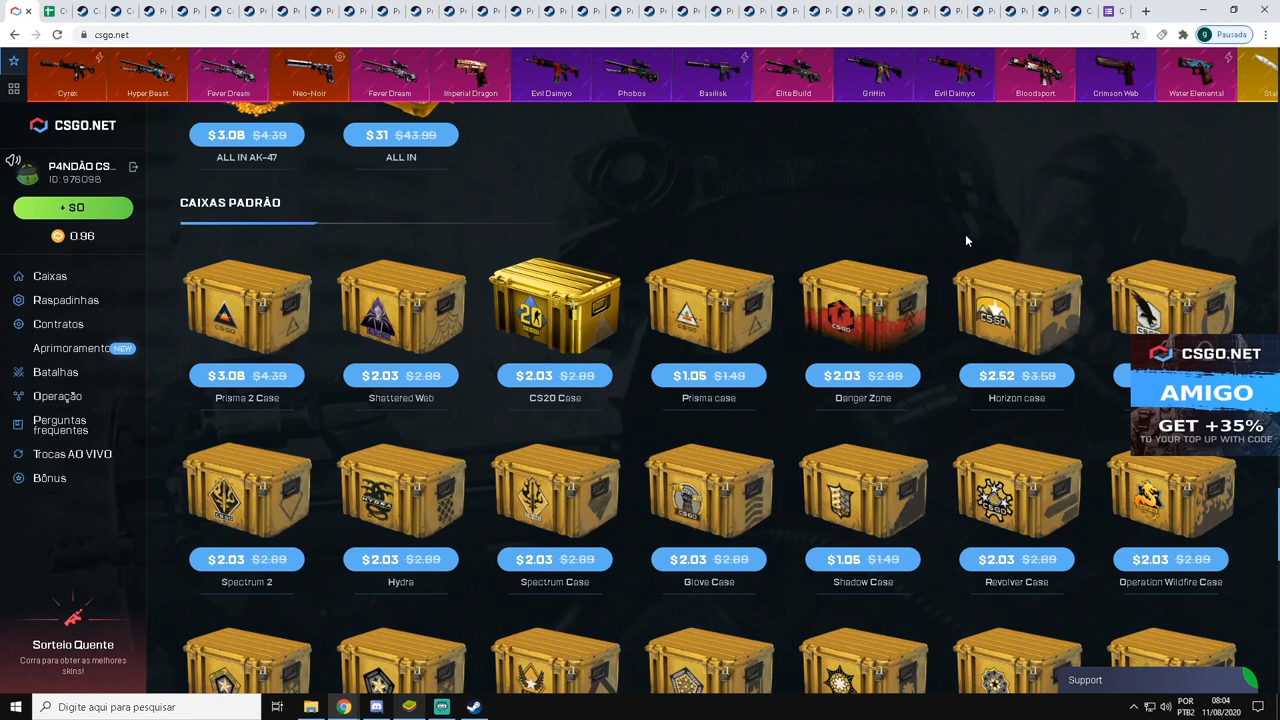 csgo.net
Pausada
Cyrex
Hyper Beast
Fever Dream
Neo-Noir
Fever Dream
Imperial Dragon
Evil Daimyo
Phobos
Basilisk
Elite Build
Griffin
Evil Daimyo
Bloodsport
Crimson Web
Water Elemental
CSGO.NET
P4NDÃO CS...
ID: 976098
+ $0
0.96
Caixas
Raspadinhas
Contratos
Aprimoramento NEW
Batalhas
Operação
Perguntas
frequentes
Trocas AO VIVO
Bônus
Sorteio Quente
Corra para obter as melhores
skins!
$3.08 $4.39
$31 $43.99
ALL IN AK-47
ALL IN
CAIXAS PADRÃO
$3.08 $4.39
$2.03 $2.89
$2.03 $2.89
$1.05 $1.49
$2.03 $2.89
$2.52 $3.59
Prisma 2 Case
Shattered Web
CS20 Case
Prisma case
Danger Zone
Horizon case
CSGO.NET
AMIGO
GET +35%
TO YOUR TOP UP WITH CODE
HYDRA
$2.03 $2.89
$2.03 $2.89
$2.03 $2.89
$2.03 $2.89
$1.05 $1.49
$2.03 $2.89
$2.03 $2.89
Spectrum 2
Hydra
Spectrum Case
Glove Case
Shadow Case
Revolver Case
Operation Wildfire Case
Support
Digite aqui para pesquisar
POR
PTB2
08:04
11/08/2020